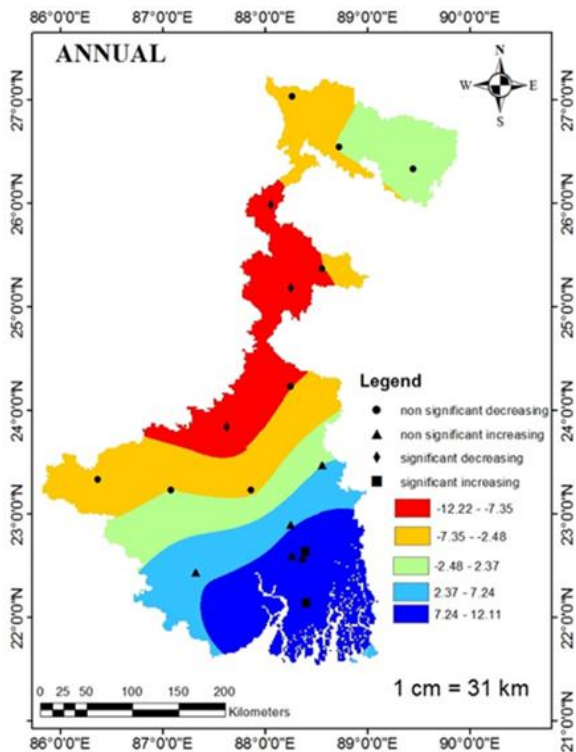 86°0'0"E 87°0'0"E 88°0'0"E 89°0'0"E 90°0'0"E
ANNUAL
N
W E
S
27°0'0"N 27°0'0"N
26°0'0"N 26°0'0"N
25°0'0"N 25°0'0"N
24°0'0"N 24°0'0"N
23°0'0"N 23°0'0"N
22°0'0"N 22°0'0"N
21°0'0"N
Legend
non significant decreasing
non significant increasing
significant decreasing
significant increasing
-12.22 - -7.35
-7.35 - -2.48
-2.48 - 2.37
2.37 - 7.24
7.24 - 12.11
1 cm = 31 km
0 25 50 100 150 200
Kilometers
86°0'0"E 87°0'0"E 88°0'0"E 89°0'0"E 90°0'0"E